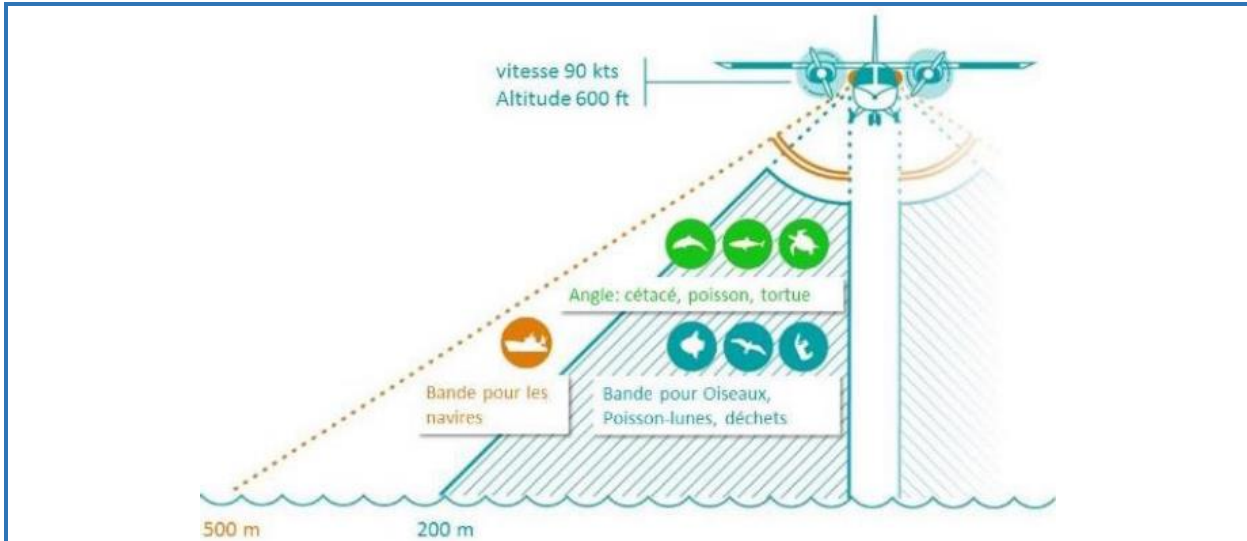 vitesse 90 kts
Altitude 600 ft
Angle: cétacé, poisson, tortue
Bande pour les
navires
Bande pour Oiseaux,
Poisson-lunes, déchets
500 m
200 m